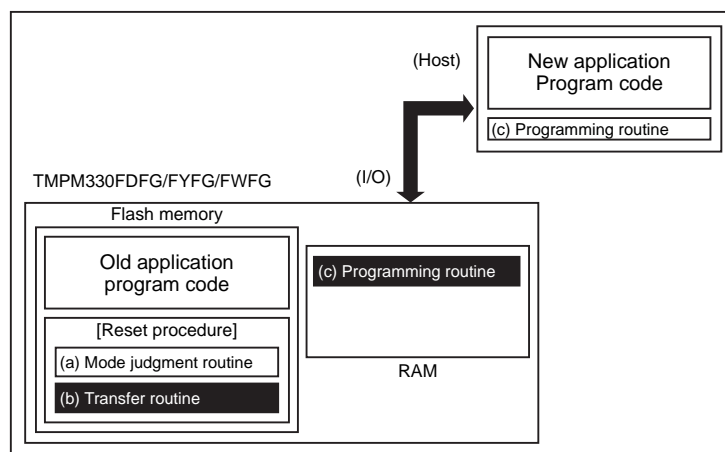 (Host)
New application
Program code
(c) Programming routine
(I/O)
TMPM330FDFG/FYFG/FWFG
Flash memory
Old application
program code
[Reset procedure]
(a) Mode judgment routine
(b) Transfer routine
(c) Programming routine
RAM